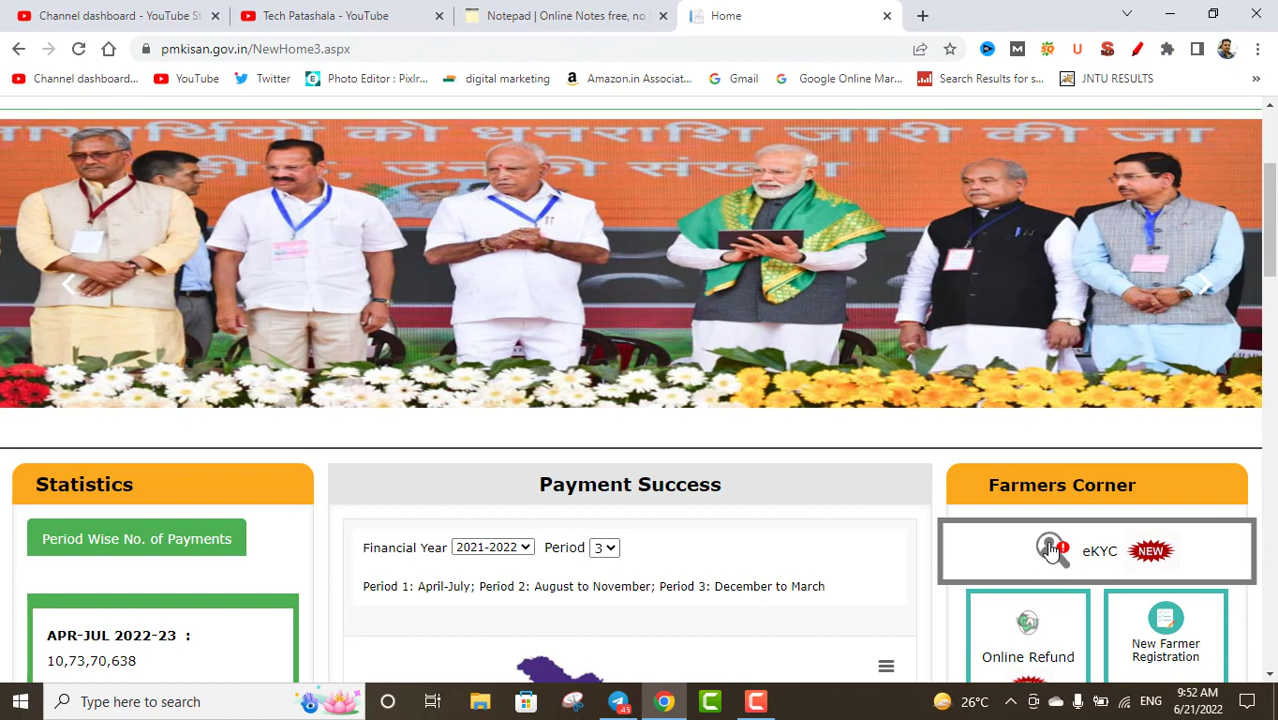 Channel dashboard - YouTube St
Tech Patashala - YouTube
Notepad | Online Notes free, no l
Home
pmkisan.gov.in/NewHome3.aspx
Channel dashboard...
YouTube
Twitter
Photo Editor : Pixlr...
digital marketing
Amazon.in Associat...
Gmail
Google Online Mar...
Search Results for s...
JNTU RESULTS
»
लाभार्थियों को धनराशि जारी की जा
उनकी संख्या
Statistics
Payment Success
Farmers Corner
Period Wise No. of Payments
Financial Year 2021-2022 Period 3
eKYC NEW
Period 1: April-July; Period 2: August to November; Period 3: December to March
APR-JUL 2022-23 :
10,73,70,638
Online Refund
New Farmer
Registration
Type here to search
45
26°C
ENG
9:52 AM
6/21/2022